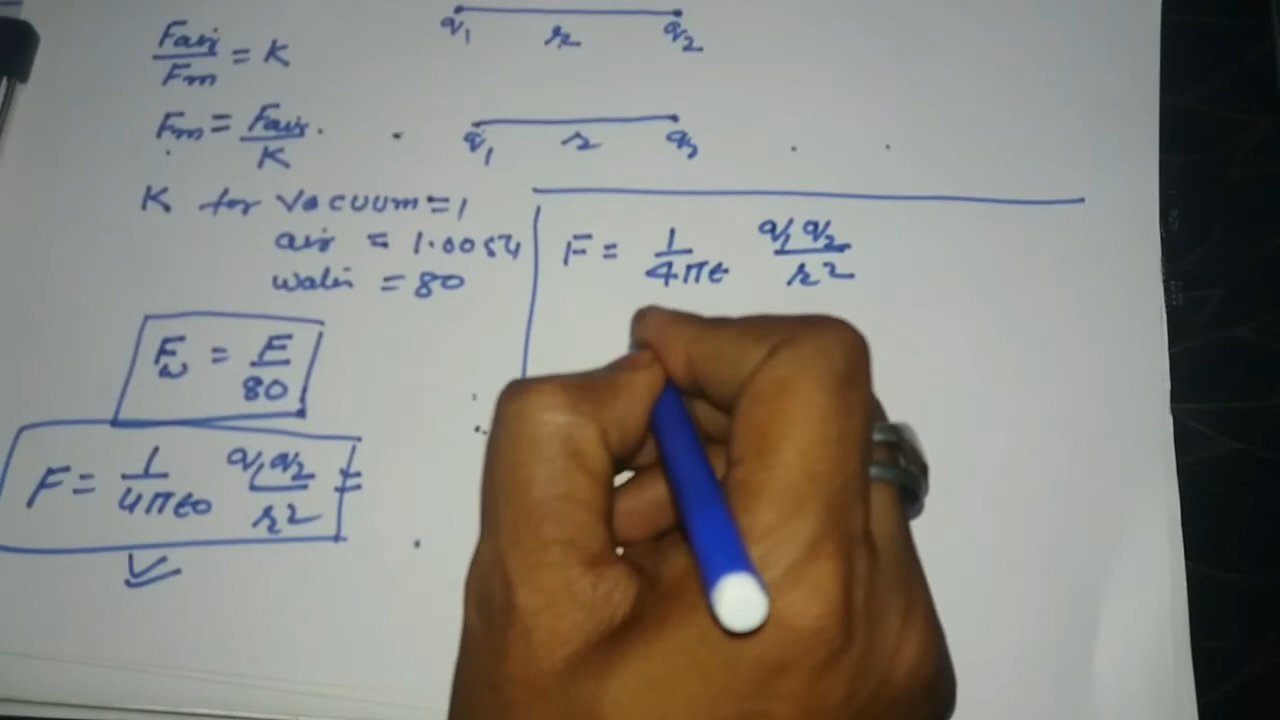 q₁ r q₂
Fair/Fm = K
Fm = Fair/K
q₁ r q₂
K for Vacuum = 1
air = 1.0054
water = 80
F = 1/4πε q₁q₂/r²
Fw = F/80
F = 1/4πε0 q₁q₂/r² =